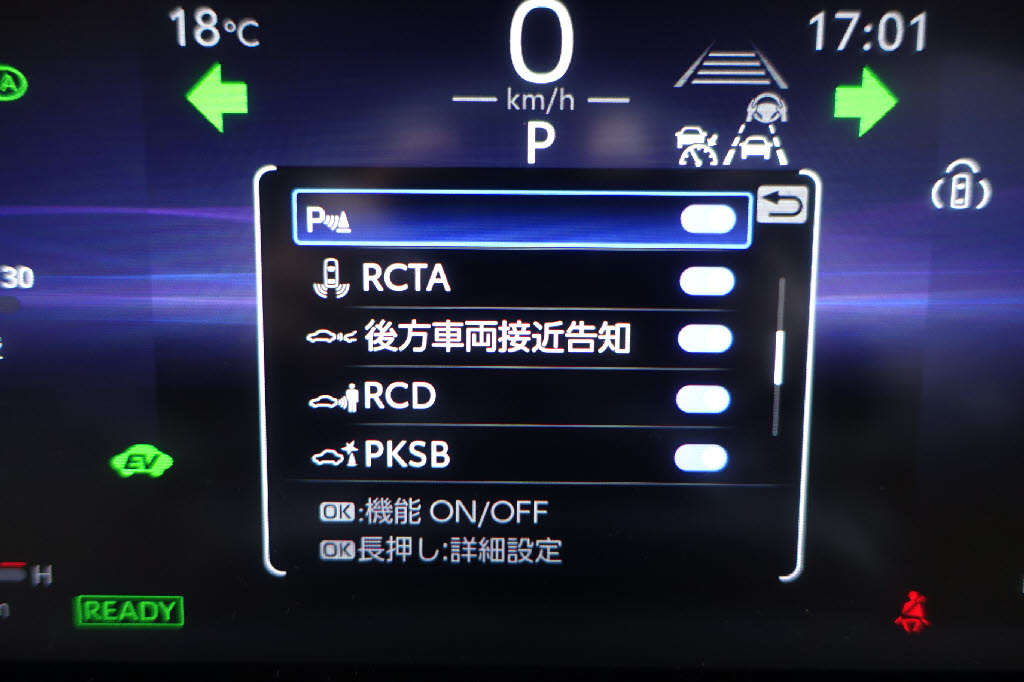 18℃
0
17:01
km/h
P
A
P
RCTA
30
後方車両接近告知
RCD
PKSB
EV
OK:機能 ON/OFF
OK長押し:詳細設定
H
READY